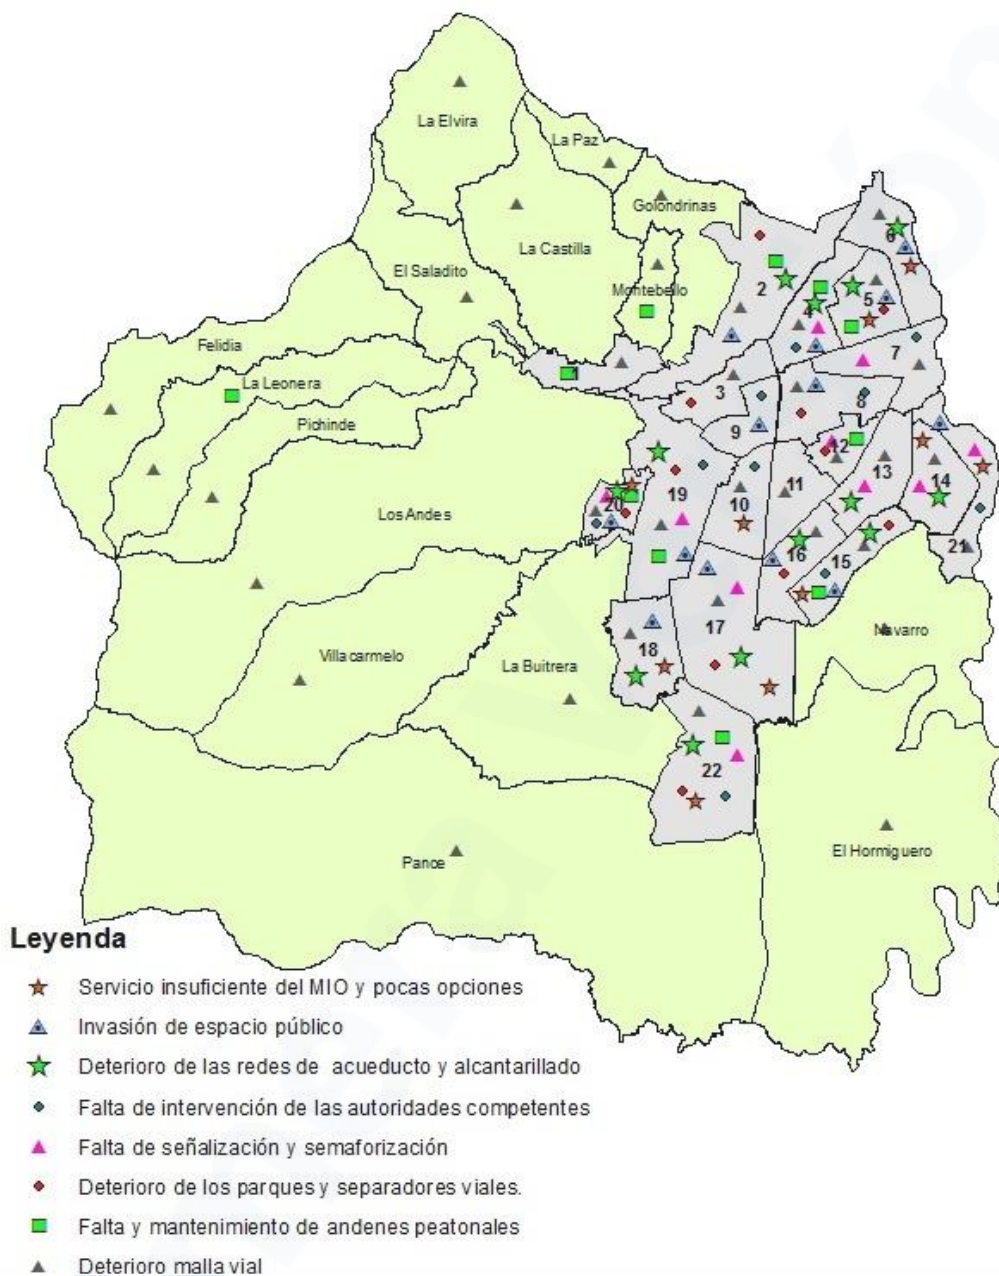 La Elvira
La Paz
Golondrinas
La Castilla
El Saladito
Montebello
Felidia
La Leonera
Pichinde
Los Andes
Villacarmelo
La Buitrera
Pance
Navarro
El Hormiguero
1
2
3
4
5
6
7
8
9
10
11
12
13
14
15
16
17
18
19
20
21
22
Leyenda
Servicio insuficiente del MIO y pocas opciones
Invasión de espacio público
Deterioro de las redes de acueducto y alcantarillado
Falta de intervención de las autoridades competentes
Falta de señalización y semaforización
Deterioro de los parques y separadores viales.
Falta y mantenimiento de andenes peatonales
Deterioro malla vial